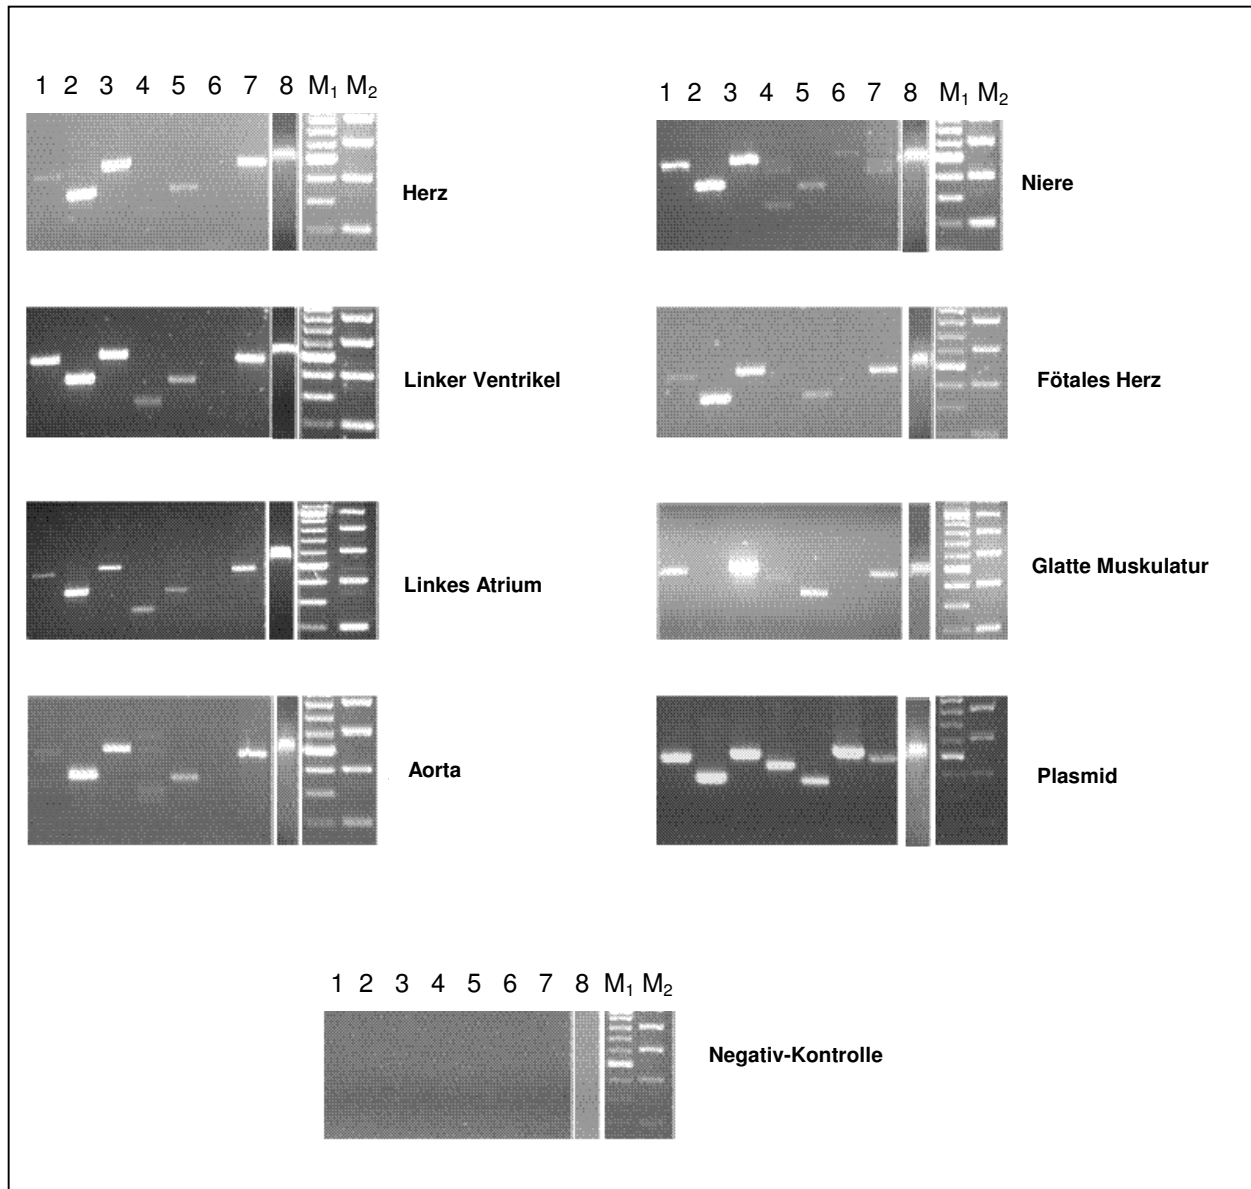 1 2 3 4 5 6 7 8 M₁ M₂
Herz
1 2 3 4 5 6 7 8 M₁ M₂
Niere
Linker Ventrikel
Fötales Herz
Linkes Atrium
Glatte Muskulatur
Aorta
Plasmid
1 2 3 4 5 6 7 8 M₁ M₂
Negativ-Kontrolle